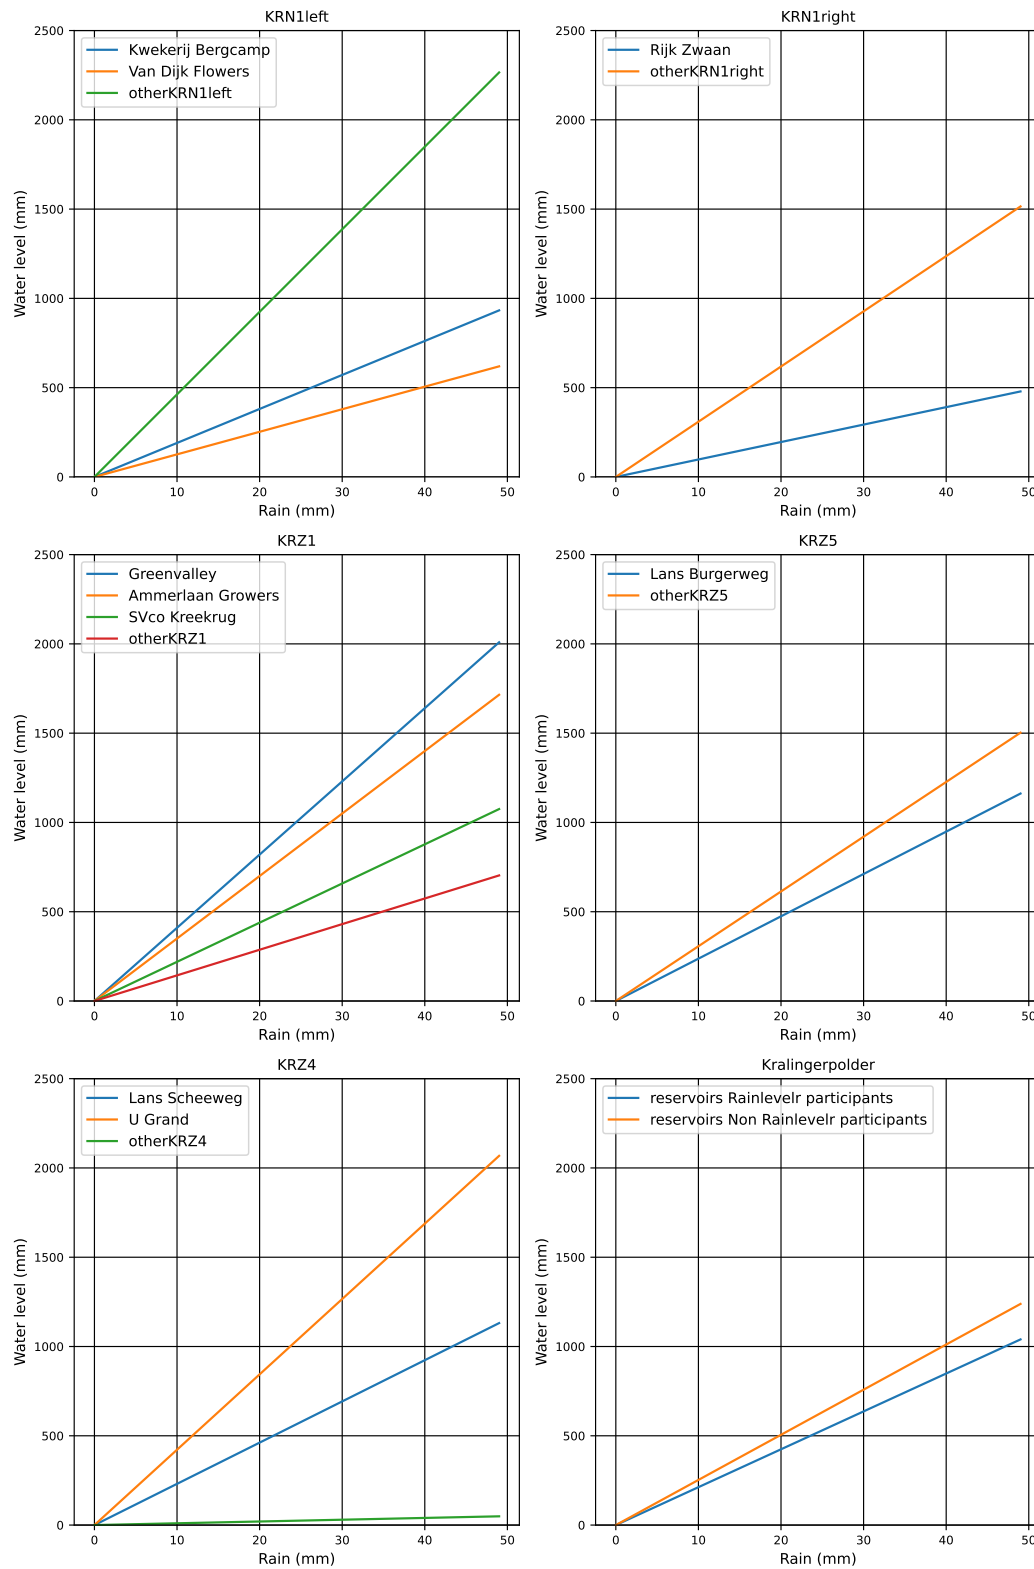 KRN1left
2500
2000
1500
1000
500
0
Water level (mm)
Kwekerij Bergcamp
Van Dijk Flowers
otherKRN1left
0 10 20 30 40 50
Rain (mm)
KRN1right
2500
2000
1500
1000
500
0
Water level (mm)
Rijk Zwaan
otherKRN1right
0 10 20 30 40 50
Rain (mm)
KRZ1
2500
2000
1500
1000
500
0
Water level (mm)
Greenvalley
Ammerlaan Growers
SVco Kreekrug
otherKRZ1
0 10 20 30 40 50
Rain (mm)
KRZ5
2500
2000
1500
1000
500
0
Water level (mm)
Lans Burgerweg
otherKRZ5
0 10 20 30 40 50
Rain (mm)
KRZ4
2500
2000
1500
1000
500
0
Water level (mm)
Lans Scheeweg
U Grand
otherKRZ4
0 10 20 30 40 50
Rain (mm)
Kralingerpolder
2500
2000
1500
1000
500
0
Water level (mm)
reservoirs Rainlevelr participants
reservoirs Non Rainlevelr participants
0 10 20 30 40 50
Rain (mm)